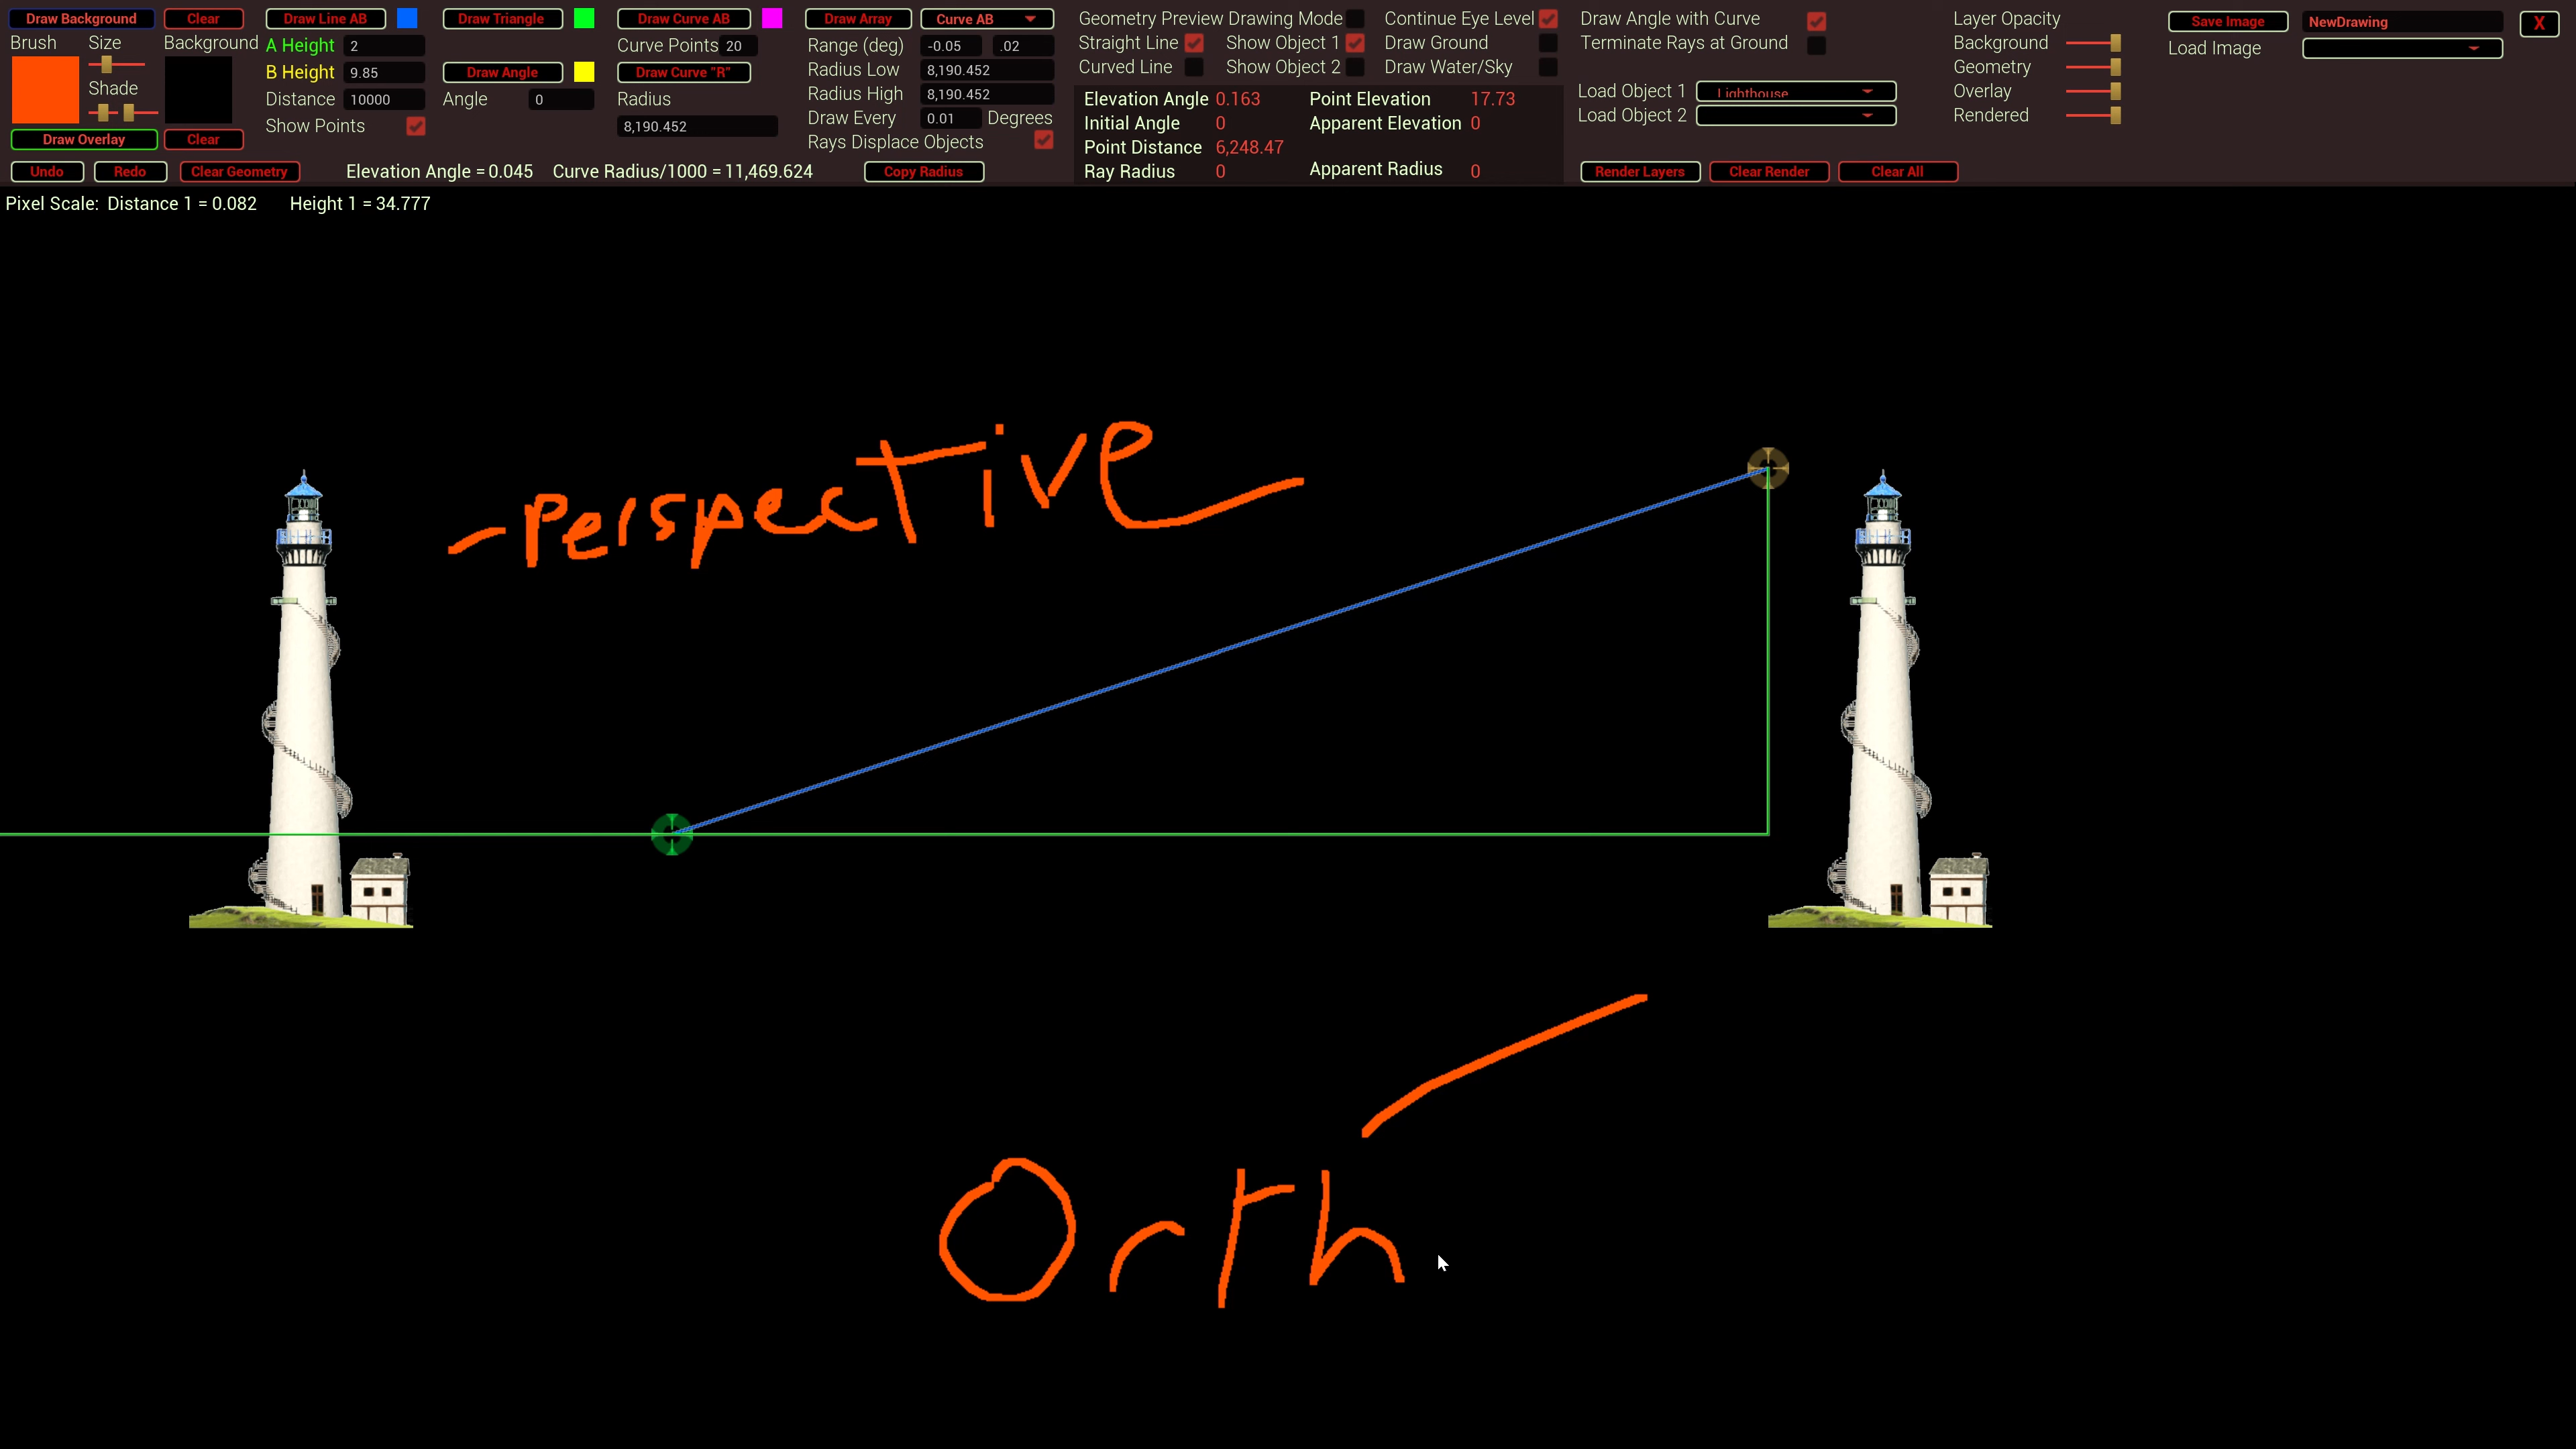 Draw Background Clear Draw Line AB Draw Triangle Draw Curve AB Draw Array Curve AB Geometry Preview Drawing Mode Continue Eye Level Draw Angle with Curve Layer Opacity Save Image NewDrawing X
Brush Size Background A Height 2 Curve Points 20 Range (deg) -0.05 .02 Straight Line Show Object 1 Draw Ground Terminate Rays at Ground Background Load Image
B Height 9.85 Draw Angle Draw Curve "R" Radius Low 8,190.452 Curved Line Show Object 2 Draw Water/Sky Geometry
Shade Distance 10000 Angle 0 Radius Radius High 8,190.452 Elevation Angle 0.163 Point Elevation 17.73 Load Object 1 Lighthouse Overlay
Show Points 8,190.452 Draw Every 0.01 Degrees Initial Angle 0 Apparent Elevation 0 Load Object 2 Rendered
Draw Overlay Clear Rays Displace Objects Point Distance 6,248.47
Undo Redo Clear Geometry Elevation Angle = 0.045 Curve Radius/1000 = 11,469.624 Copy Radius Ray Radius 0 Apparent Radius 0 Render Layers Clear Render Clear All
Pixel Scale: Distance 1 = 0.082 Height 1 = 34.777
-perspective
Orth